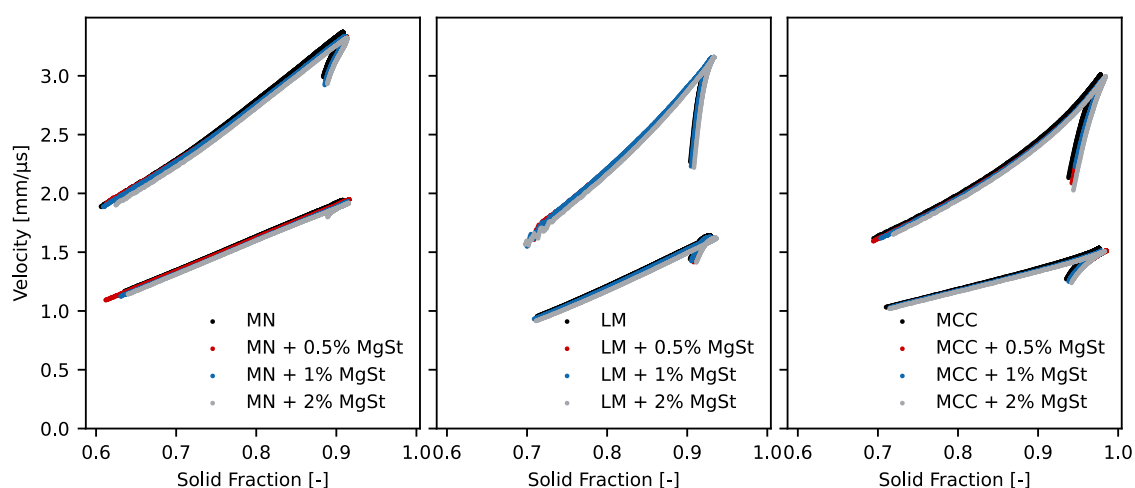 Velocity [mm/µs]
3.0
2.5
2.0
1.5
1.0
0.5
0.0
MN
MN + 0.5% MgSt
MN + 1% MgSt
MN + 2% MgSt
0.6 0.7 0.8 0.9 1.0
Solid Fraction [-]
LM
LM + 0.5% MgSt
LM + 1% MgSt
LM + 2% MgSt
0.6 0.7 0.8 0.9 1.0
Solid Fraction [-]
MCC
MCC + 0.5% MgSt
MCC + 1% MgSt
MCC + 2% MgSt
0.6 0.7 0.8 0.9 1.0
Solid Fraction [-]